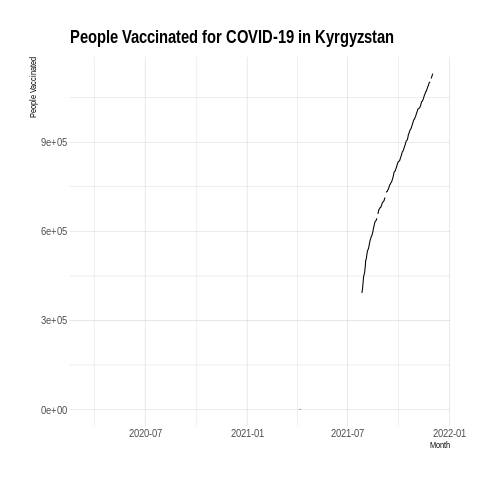 People Vaccinated for COVID-19 in Kyrgyzstan
People Vaccinated
9e+05
6e+05
3e+05
0e+00
2020-07
2021-01
2021-07
2022-01
Month